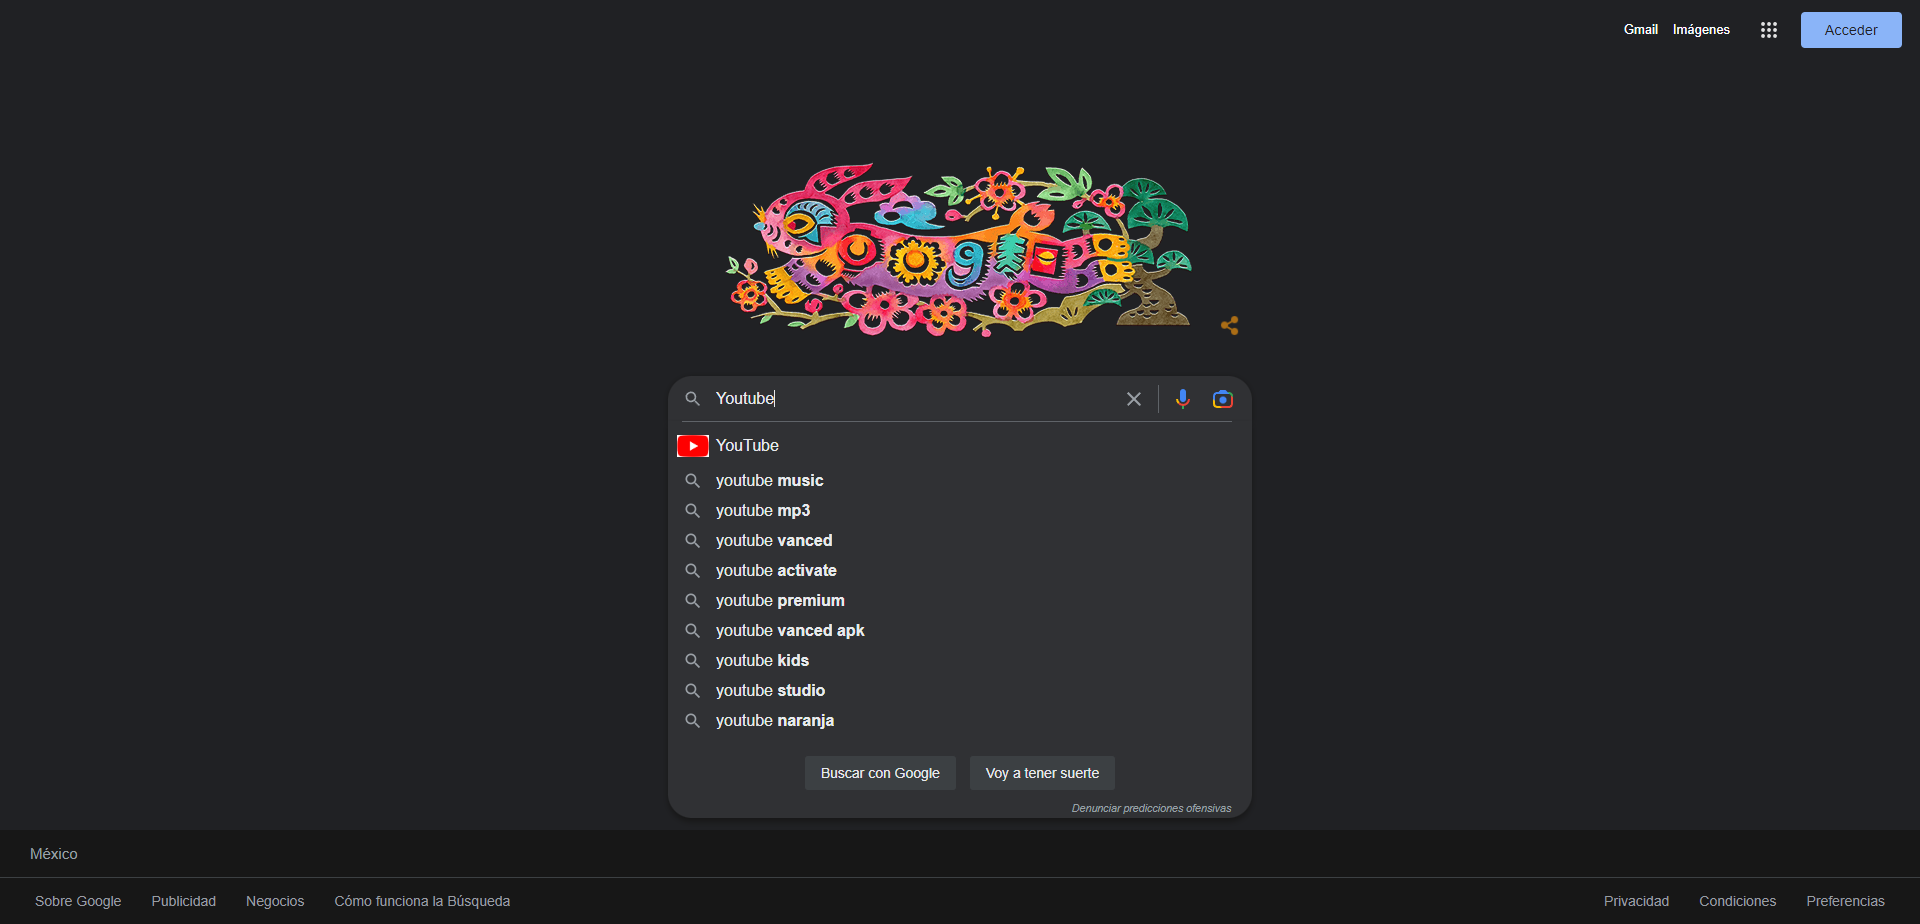 Gmail Imágenes Acceder
Youtube
YouTube
youtube music
youtube mp3
youtube vanced
youtube activate
youtube premium
youtube vanced apk
youtube kids
youtube studio
youtube naranja
Buscar con Google Voy a tener suerte
Denunciar predicciones ofensivas
México
Sobre Google Publicidad Negocios Cómo funciona la Búsqueda Privacidad Condiciones Preferencias